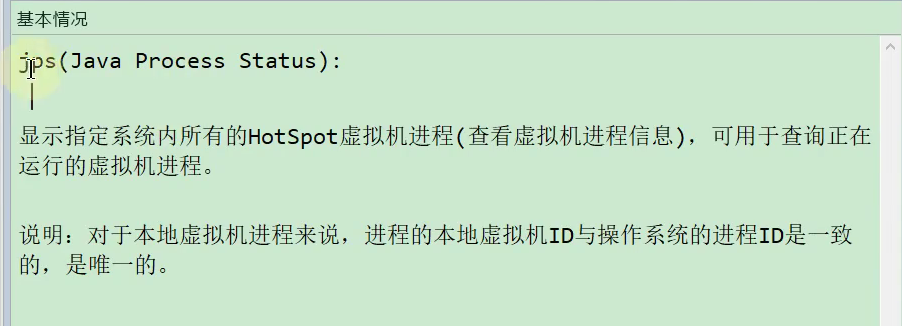 基本情况
jps(Java Process Status):
显示指定系统内所有的HotSpot虚拟机进程(查看虚拟机进程信息)，可用于查询正在
运行的虚拟机进程。
说明：对于本地虚拟机进程来说，进程的本地虚拟机ID与操作系统的进程ID是一致
的，是唯一的。